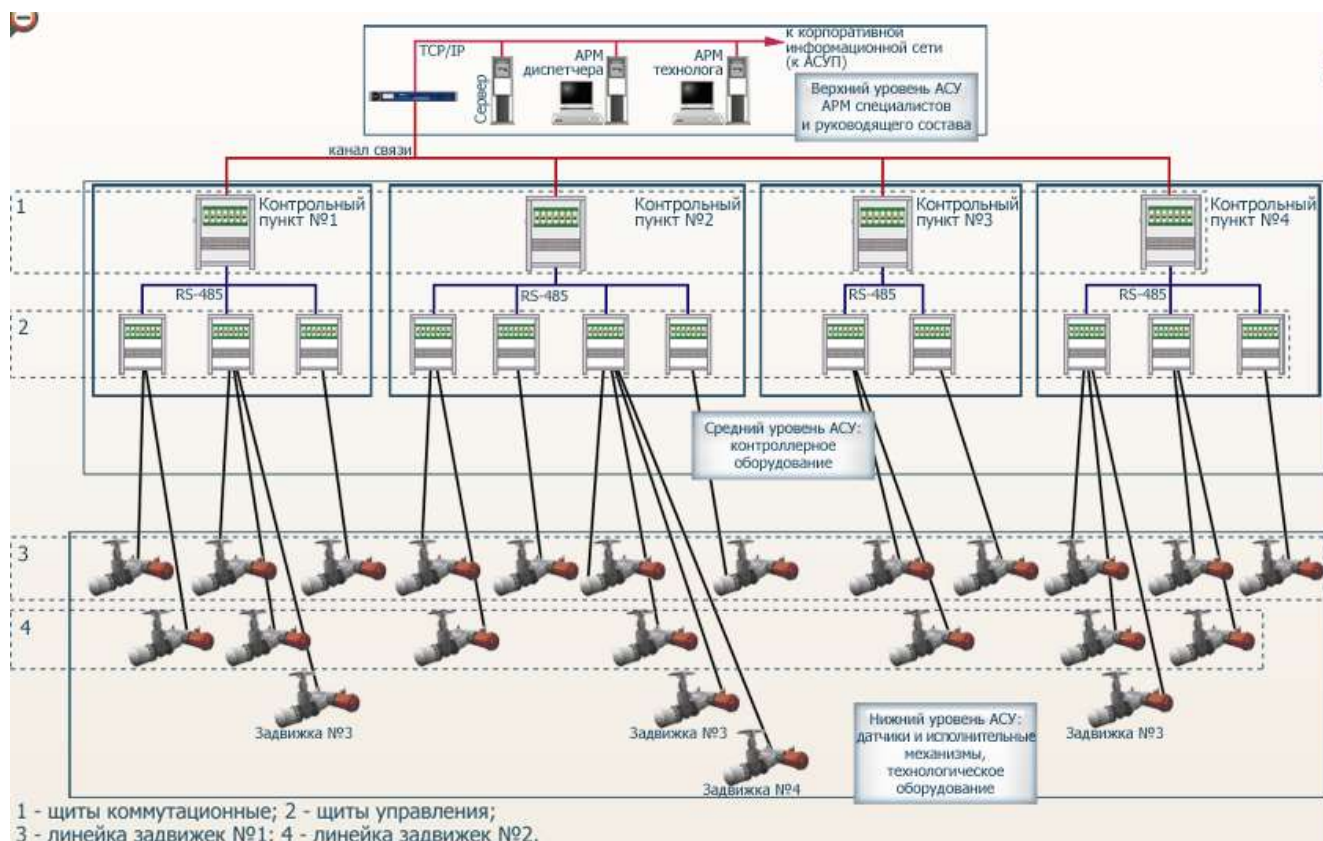 TCP/IP
Сервер
АРМ
диспетчера
АРМ
технолога
к корпоративной
информационной сети
(к АСУП)
Верхний уровень АСУ
АРМ специалистов
и руководящего состава
канал связи
1
Контрольный
пункт №1
Контрольный
пункт №2
Контрольный
пункт №3
Контрольный
пункт №4
RS-485
RS-485
RS-485
RS-485
2
Средний уровень АСУ:
контроллерное
оборудование
3
4
Задвижка №3
Задвижка №3
Задвижка №4
Нижний уровень АСУ:
датчики и исполнительные
механизмы,
технологическое
оборудование
Задвижка №3
1 - щиты коммутационные; 2 - щиты управления;
3 - линейка задвижек №1; 4 - линейка задвижек №2.